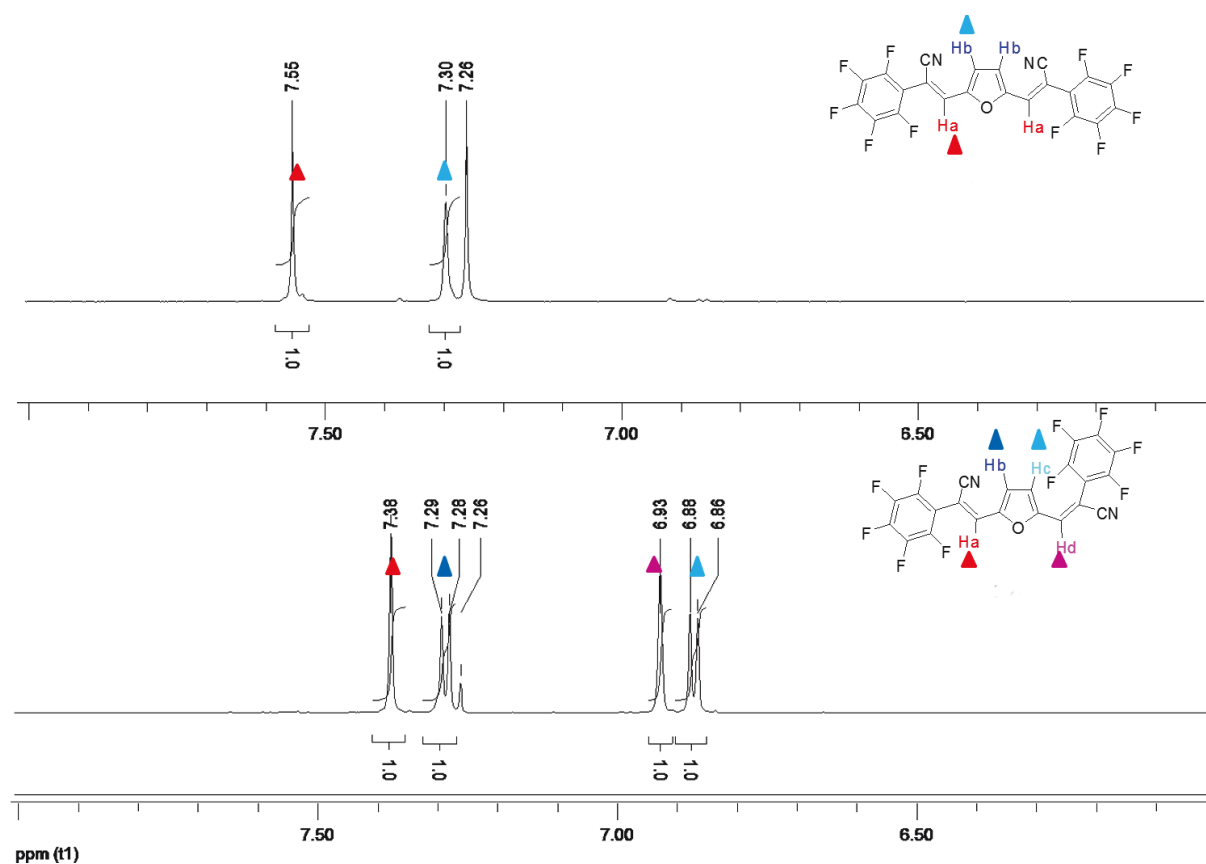 Hb Hb
CN NC
F F F F F F F F F F
O
Ha Ha
7.55 7.30 7.26
1.0 1.0
7.50 7.00 6.50
Hb Hc
CN
F F F F F F F F F F
O
CN
Ha Hd
7.38 7.29 7.28 7.26 6.93 6.88 6.86
1.0 1.0 1.0 1.0
7.50 7.00 6.50
ppm (t1)